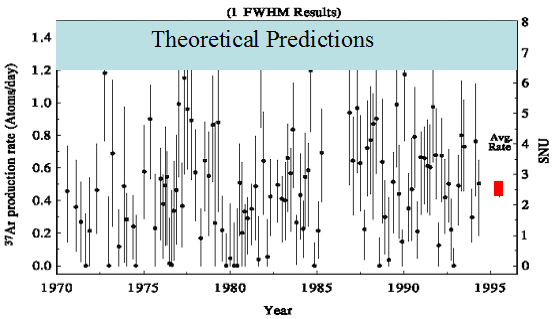 (1 FWHM Results)
Theoretical Predictions
³⁷Ar production rate (Atoms/day)
1.4
1.2
1.0
0.8
0.6
0.4
0.2
0.0
8
7
6
5
4
3
2
1
0
SNU
Avg.
Rate
1970 1975 1980 1985 1990 1995
Year